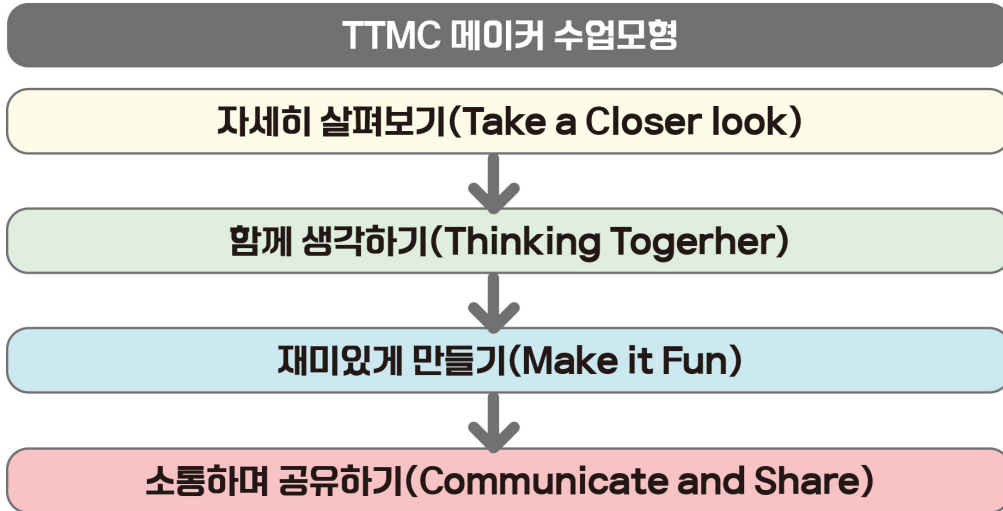 TTMC 메이커 수업모형
자세히 살펴보기(Take a Closer look)
함께 생각하기(Thinking Togerher)
재미있게 만들기(Make it Fun)
소통하며 공유하기(Communicate and Share)